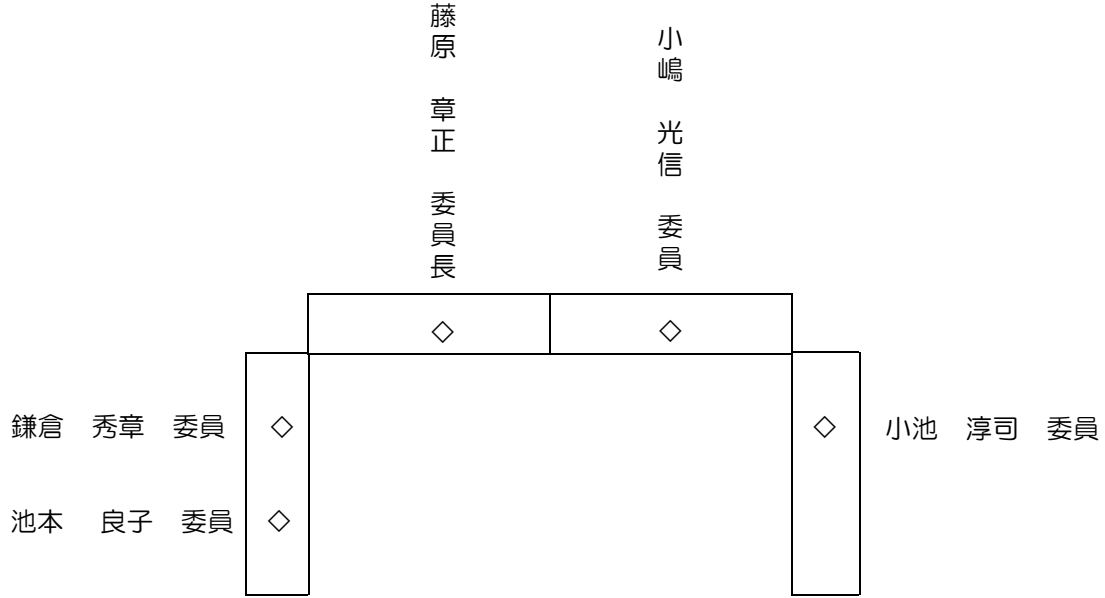 藤原　章正　委員長
小嶋　光信　委員
鎌倉　秀章　委員
小池　淳司　委員
池本　良子　委員